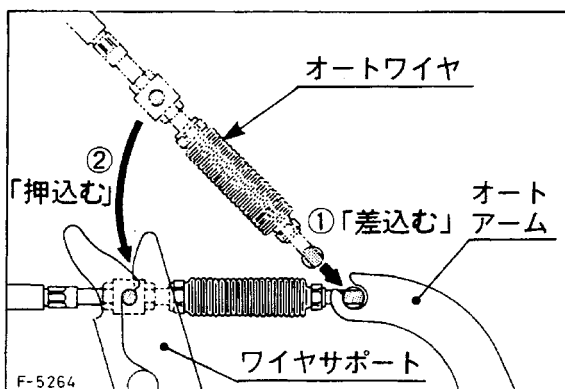 オートワイヤ
②
「押込む」
①「差込む」
オート
アーム
ワイヤサポート
F-5264